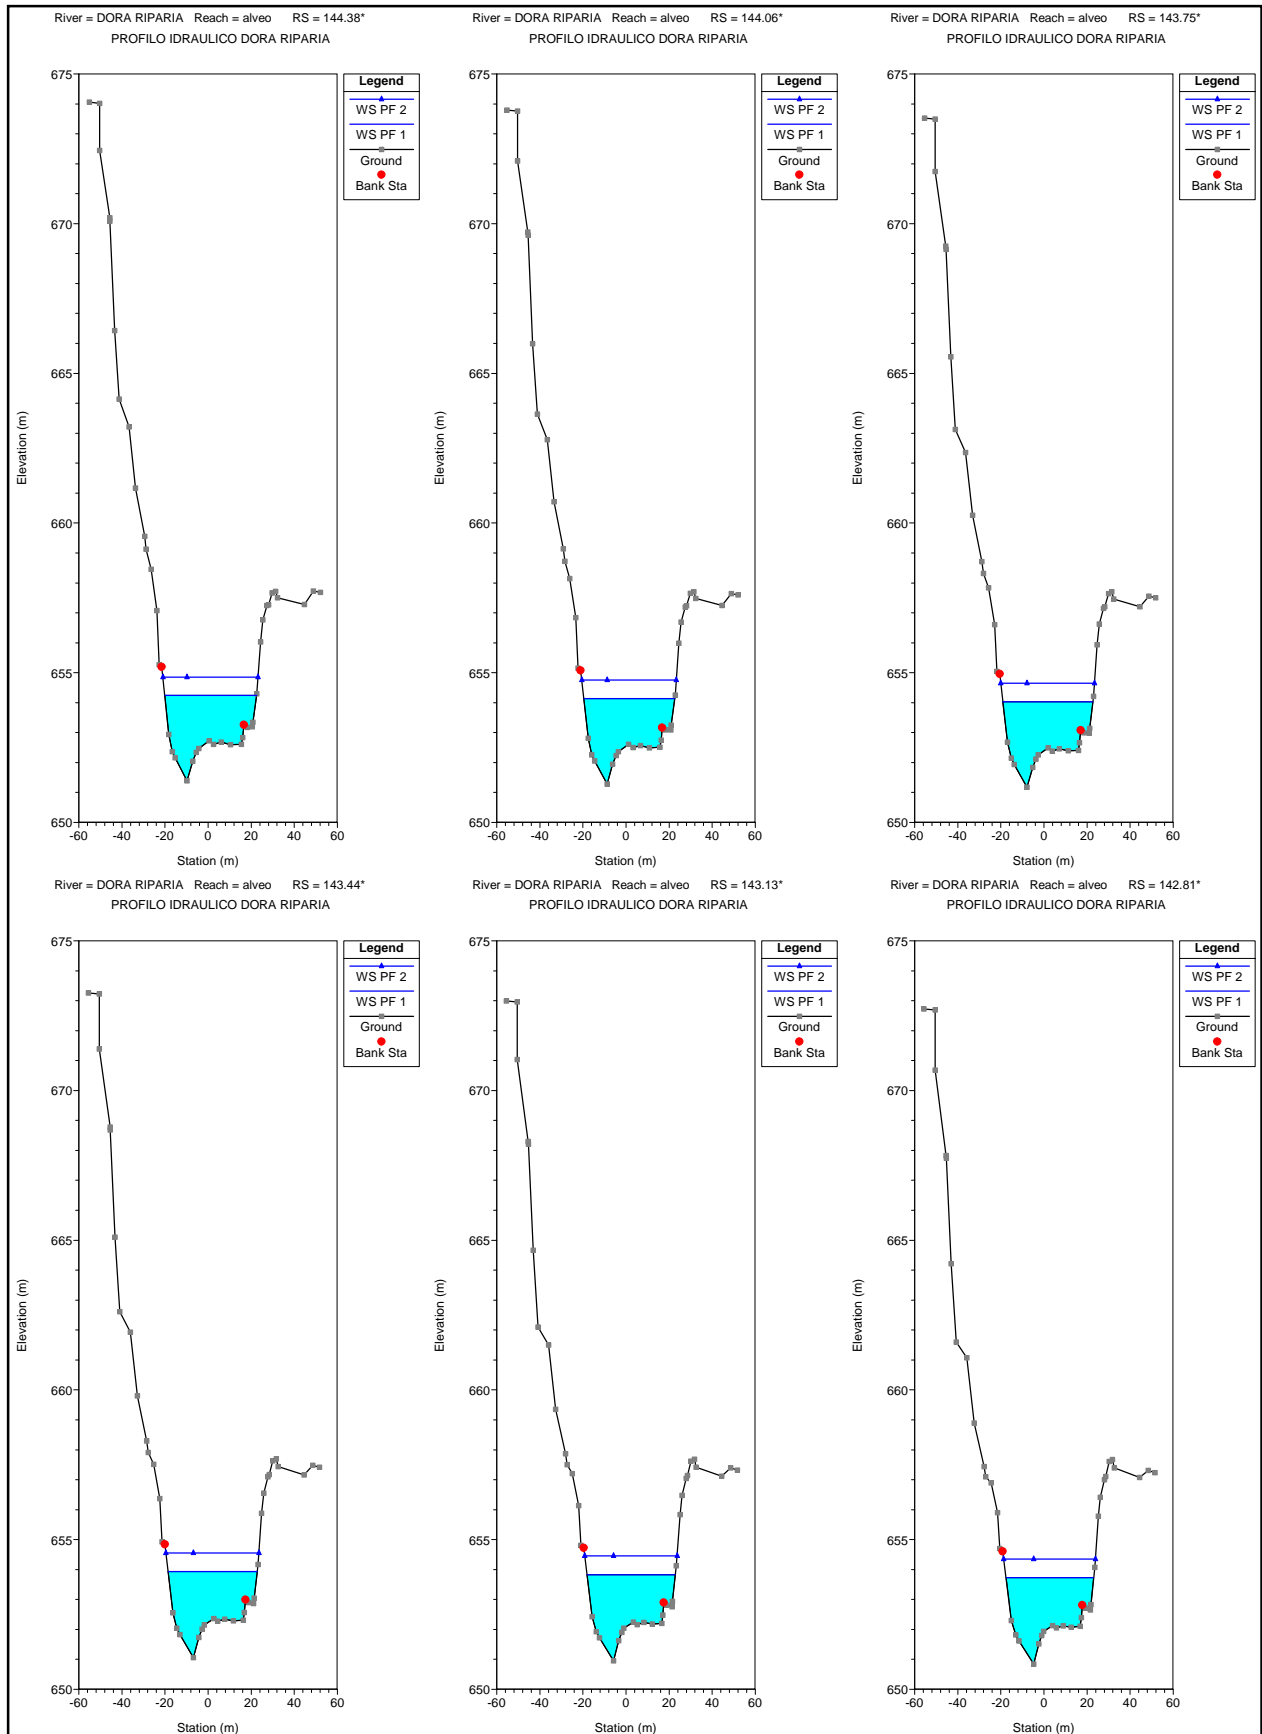 River = DORA RIPARIA Reach = alveo RS = 144.38*
PROFILO IDRAULICO DORA RIPARIA
675
670
665
660
655
650
-60 -40 -20 0 20 40 60
Elevation (m)
Station (m)
Legend
WS PF 2
WS PF 1
Ground
Bank Sta
River = DORA RIPARIA Reach = alveo RS = 144.06*
PROFILO IDRAULICO DORA RIPARIA
675
670
665
660
655
650
-60 -40 -20 0 20 40 60
Elevation (m)
Station (m)
Legend
WS PF 2
WS PF 1
Ground
Bank Sta
River = DORA RIPARIA Reach = alveo RS = 143.75*
PROFILO IDRAULICO DORA RIPARIA
675
670
665
660
655
650
-60 -40 -20 0 20 40 60
Elevation (m)
Station (m)
Legend
WS PF 2
WS PF 1
Ground
Bank Sta
River = DORA RIPARIA Reach = alveo RS = 143.44*
PROFILO IDRAULICO DORA RIPARIA
675
670
665
660
655
650
-60 -40 -20 0 20 40 60
Elevation (m)
Station (m)
Legend
WS PF 2
WS PF 1
Ground
Bank Sta
River = DORA RIPARIA Reach = alveo RS = 143.13*
PROFILO IDRAULICO DORA RIPARIA
675
670
665
660
655
650
-60 -40 -20 0 20 40 60
Elevation (m)
Station (m)
Legend
WS PF 2
WS PF 1
Ground
Bank Sta
River = DORA RIPARIA Reach = alveo RS = 142.81*
PROFILO IDRAULICO DORA RIPARIA
675
670
665
660
655
650
-60 -40 -20 0 20 40 60
Elevation (m)
Station (m)
Legend
WS PF 2
WS PF 1
Ground
Bank Sta